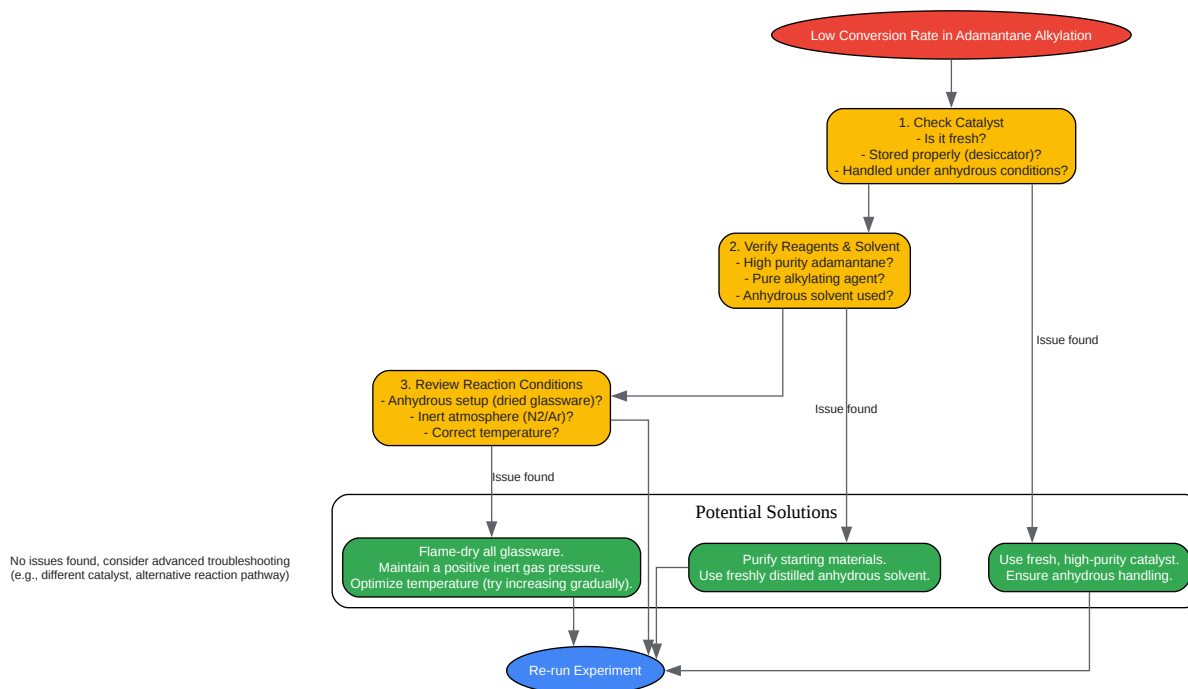 Low Conversion Rate in Adamantane Alkylation
1. Check Catalyst
- Is it fresh?
- Stored properly (desiccator)?
- Handled under anhydrous conditions?
2. Verify Reagents & Solvent
- High purity adamantane?
- Pure alkylating agent?
- Anhydrous solvent used?
Issue found
3. Review Reaction Conditions
- Anhydrous setup (dried glassware)?
- Inert atmosphere (N2/Ar)?
- Correct temperature?
Issue found
Issue found
Potential Solutions
No issues found, consider advanced troubleshooting
(e.g., different catalyst, alternative reaction pathway)
Flame-dry all glassware.
Maintain a positive inert gas pressure.
Optimize temperature (try increasing gradually).
Purify starting materials.
Use freshly distilled anhydrous solvent.
Use fresh, high-purity catalyst.
Ensure anhydrous handling.
Re-run Experiment